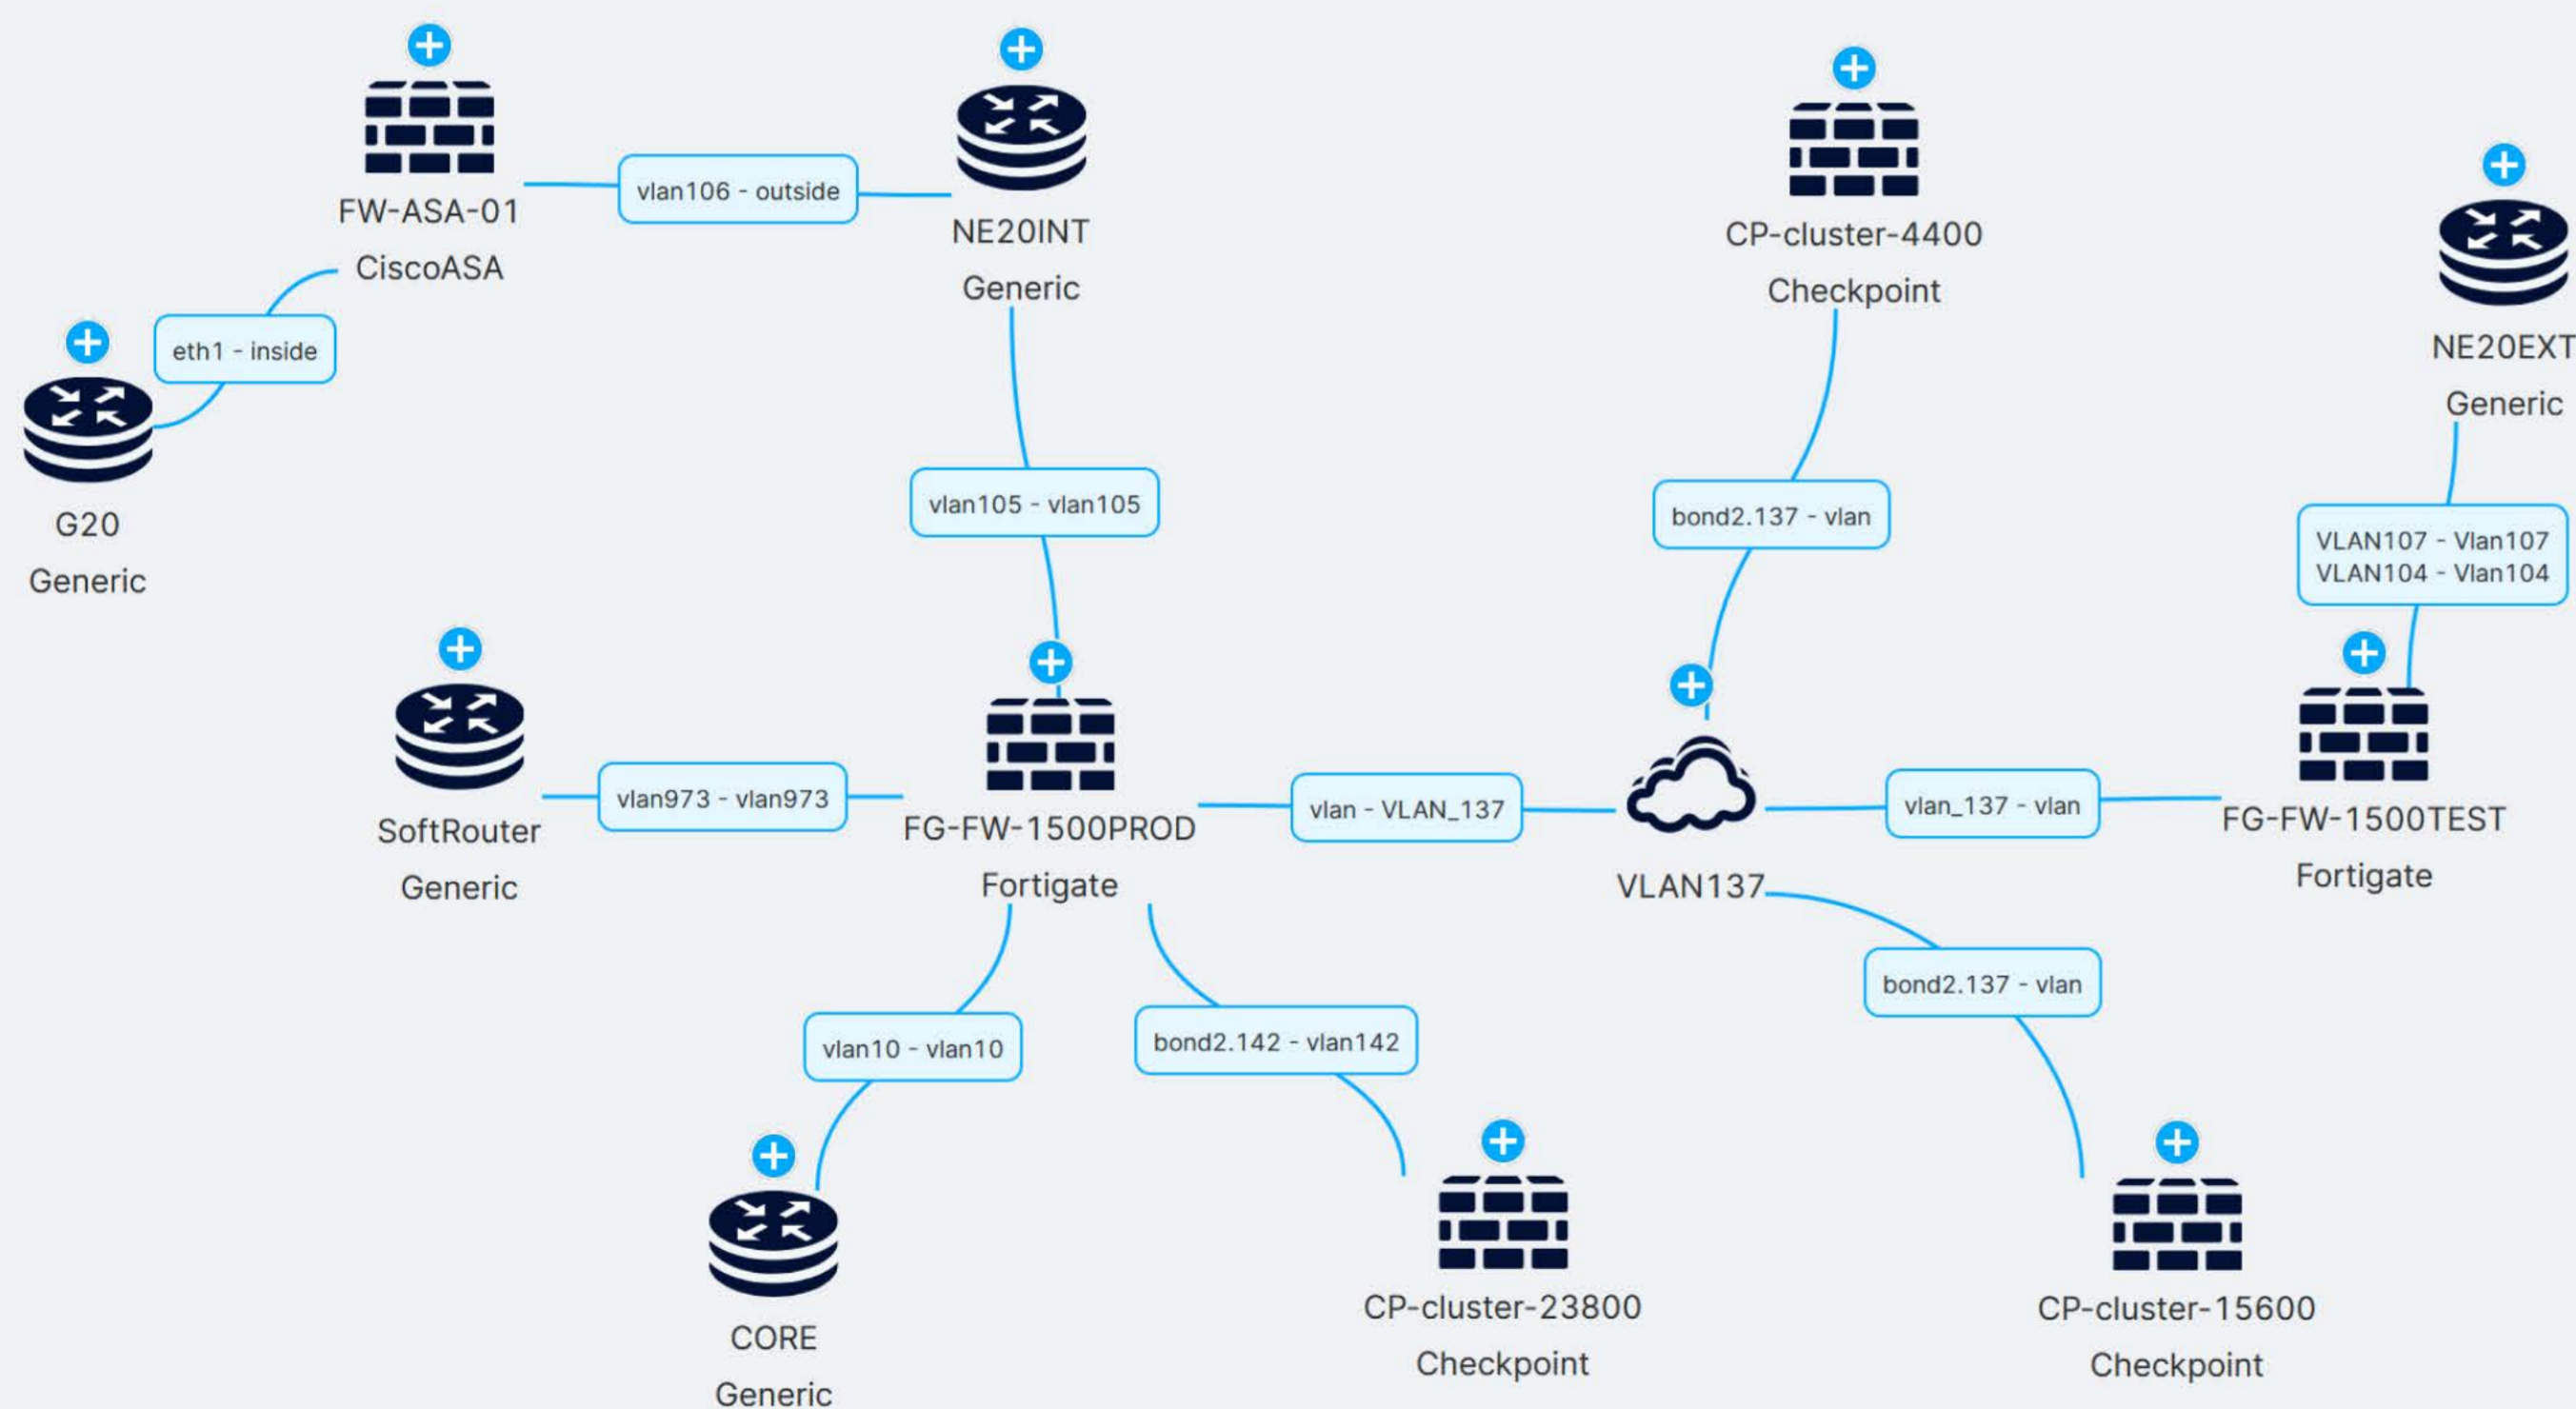 FW-ASA-01
CiscoASA
vlan106 - outside
NE20INT
Generic
CP-cluster-4400
Checkpoint
NE20EXT
Generic
eth1 - inside
G20
Generic
vlan105 - vlan105
bond2.137 - vlan
VLAN107 - Vlan107
VLAN104 - Vlan104
SoftRouter
Generic
vlan973 - vlan973
FG-FW-1500PROD
Fortigate
vlan - VLAN_137
VLAN137
vlan_137 - vlan
FG-FW-1500TEST
Fortigate
vlan10 - vlan10
bond2.142 - vlan142
bond2.137 - vlan
CORE
Generic
CP-cluster-23800
Checkpoint
CP-cluster-15600
Checkpoint